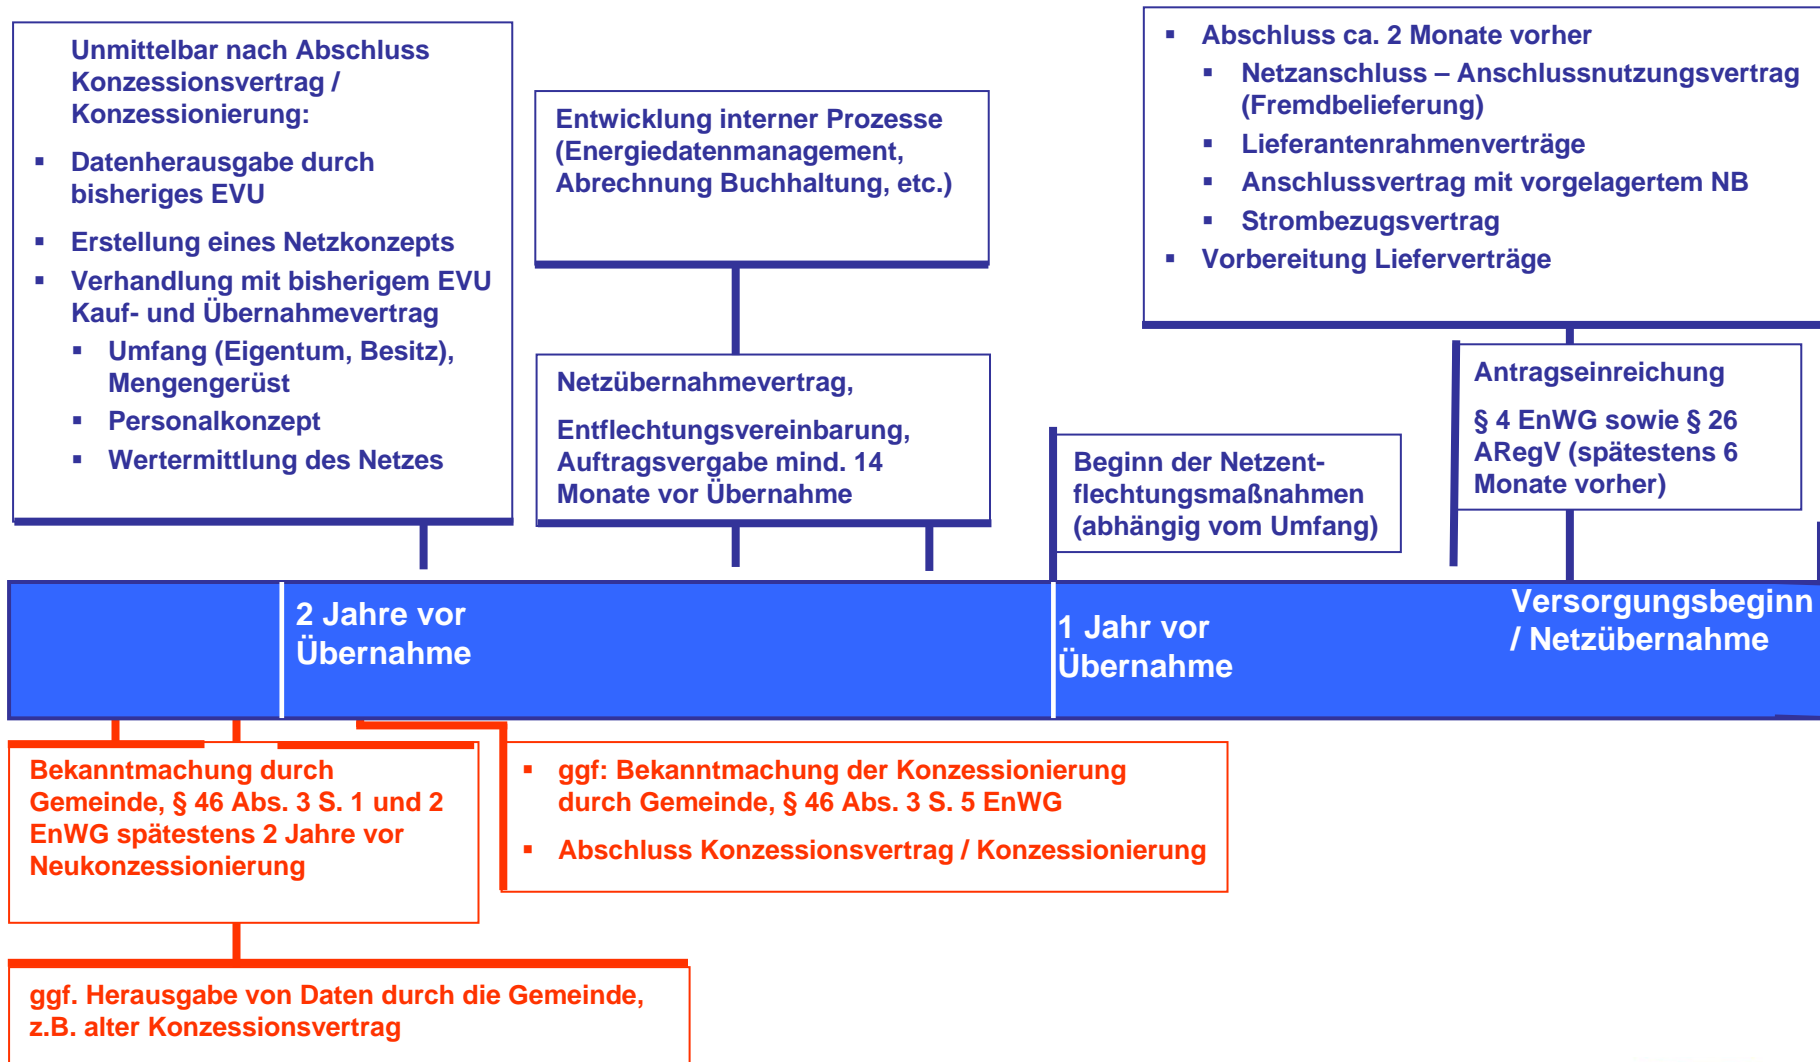 Unmittelbar nach Abschluss
Konzessionsvertrag /
Konzessionierung:
▪ Datenherausgabe durch
bisheriges EVU
▪ Erstellung eines Netzkonzepts
▪ Verhandlung mit bisherigem EVU
Kauf- und Übernahmevertrag
▪ Umfang (Eigentum, Besitz),
Mengengerüst
▪ Personalkonzept
▪ Wertermittlung des Netzes
Entwicklung interner Prozesse
(Energiedatenmanagement,
Abrechnung Buchhaltung, etc.)
Netzübernahmevertrag,
Entflechtungsvereinbarung,
Auftragsvergabe mind. 14
Monate vor Übernahme
Beginn der Netzent-
flechtungsmaßnahmen
(abhängig vom Umfang)
▪ Abschluss ca. 2 Monate vorher
▪ Netzanschluss – Anschlussnutzungsvertrag
(Fremdbelieferung)
▪ Lieferantenrahmenverträge
▪ Anschlussvertrag mit vorgelagertem NB
▪ Strombezugsvertrag
▪ Vorbereitung Lieferverträge
Antragseinreichung
§ 4 EnWG sowie § 26
ARegV (spätestens 6
Monate vorher)
2 Jahre vor
Übernahme
1 Jahr vor
Übernahme
Versorgungsbeginn
/ Netzübernahme
Bekanntmachung durch
Gemeinde, § 46 Abs. 3 S. 1 und 2
EnWG spätestens 2 Jahre vor
Neukonzessionierung
▪ ggf: Bekanntmachung der Konzessionierung
durch Gemeinde, § 46 Abs. 3 S. 5 EnWG
▪ Abschluss Konzessionsvertrag / Konzessionierung
ggf. Herausgabe von Daten durch die Gemeinde,
z.B. alter Konzessionsvertrag